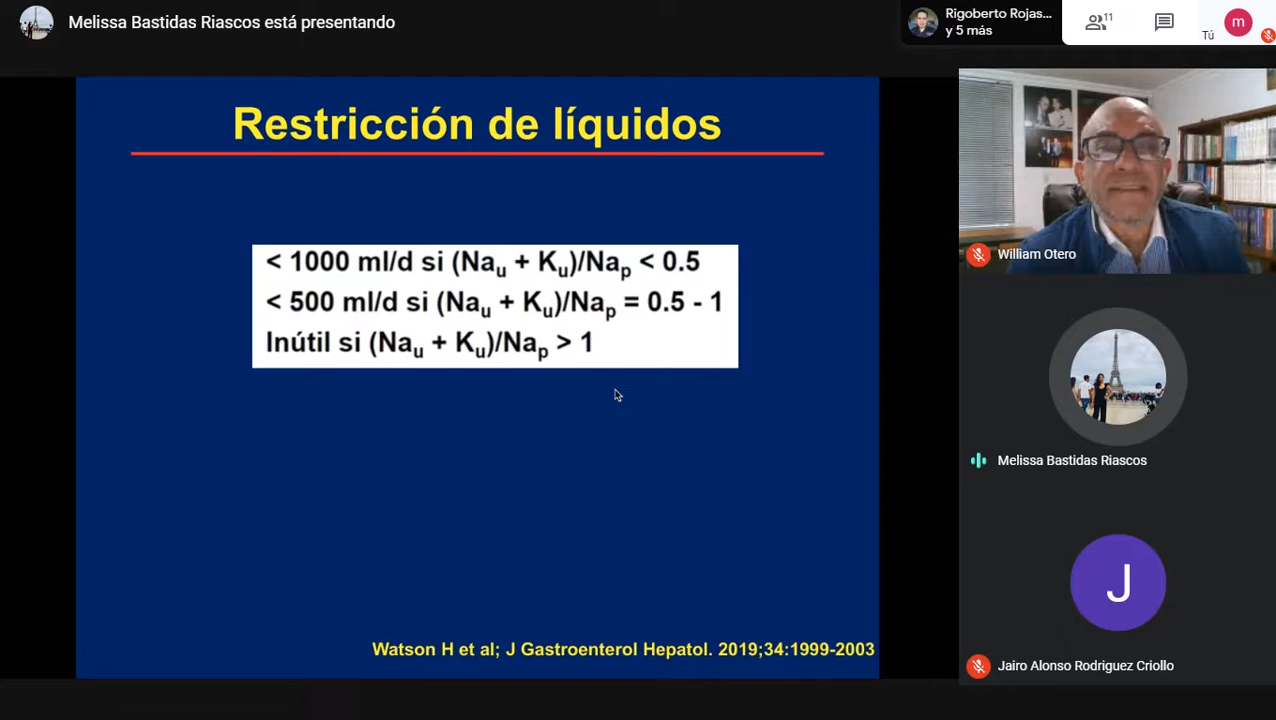 Melissa Bastidas Riascos está presentando
Rigoberto Rojas...
y 5 más
11
Tú
m
Restricción de líquidos
< 1000 ml/d si (Nau + Ku)/Nap < 0.5
< 500 ml/d si (Nau + Ku)/Nap = 0.5 - 1
Inútil si (Nau + Ku)/Nap > 1
Watson H et al; J Gastroenterol Hepatol. 2019;34:1999-2003
William Otero
Melissa Bastidas Riascos
J
Jairo Alonso Rodriguez Criollo